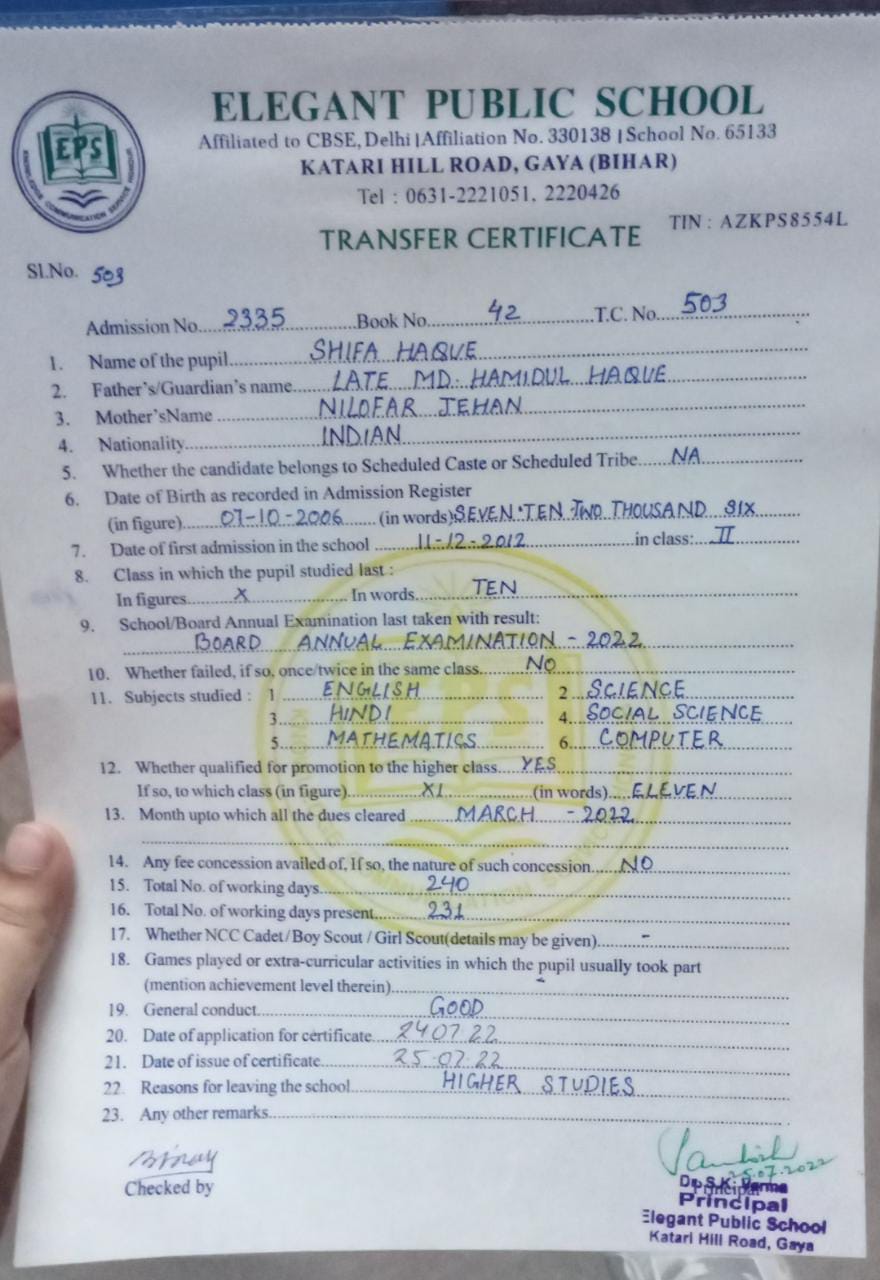 ELEGANT PUBLIC SCHOOL
Affiliated to CBSE, Delhi | Affiliation No. 330138 | School No. 65133
KATARI HILL ROAD, GAYA (BIHAR)
Tel : 0631-2221051, 2220426
TIN : AZKPS8554L
TRANSFER CERTIFICATE
EPS
Sl.No. 503
Admission No. 2335 Book No. 42 T.C. No. 503
1. Name of the pupil SHIFA HAQUE
2. Father's/Guardian's name LATE MD. HAMIDUL HAQUE
3. Mother'sName NILOFAR JEHAN
4. Nationality INDIAN
5. Whether the candidate belongs to Scheduled Caste or Scheduled Tribe NA
6. Date of Birth as recorded in Admission Register
(in figure) 07-10-2006 (in words) SEVEN TEN TWO THOUSAND SIX
7. Date of first admission in the school 11-12-2012 in class: II
8. Class in which the pupil studied last :
In figures X In words TEN
9. School/Board Annual Examination last taken with result:
BOARD ANNUAL EXAMINATION - 2022
10. Whether failed, if so, once/twice in the same class. NO
11. Subjects studied : 1 ENGLISH 2 SCIENCE
3. HINDI 4. SOCIAL SCIENCE
5. MATHEMATICS 6. COMPUTER
12. Whether qualified for promotion to the higher class YES
If so, to which class (in figure) XI (in words) ELEVEN
13. Month upto which all the dues cleared MARCH - 2022
14. Any fee concession availed of, If so, the nature of such concession NO
15. Total No. of working days 240
16. Total No. of working days present 231
17. Whether NCC Cadet/Boy Scout / Girl Scout(details may be given) -
18. Games played or extra-curricular activities in which the pupil usually took part
(mention achievement level therein) -
19. General conduct GOOD
20. Date of application for certificate 24 07 22
21. Date of issue of certificate 25.07.22
22. Reasons for leaving the school HIGHER STUDIES
23. Any other remarks
Checked by
25.07.2022
Principal
Dr. S.K. Verma
Principal
Elegant Public School
Katari Hill Road, Gaya